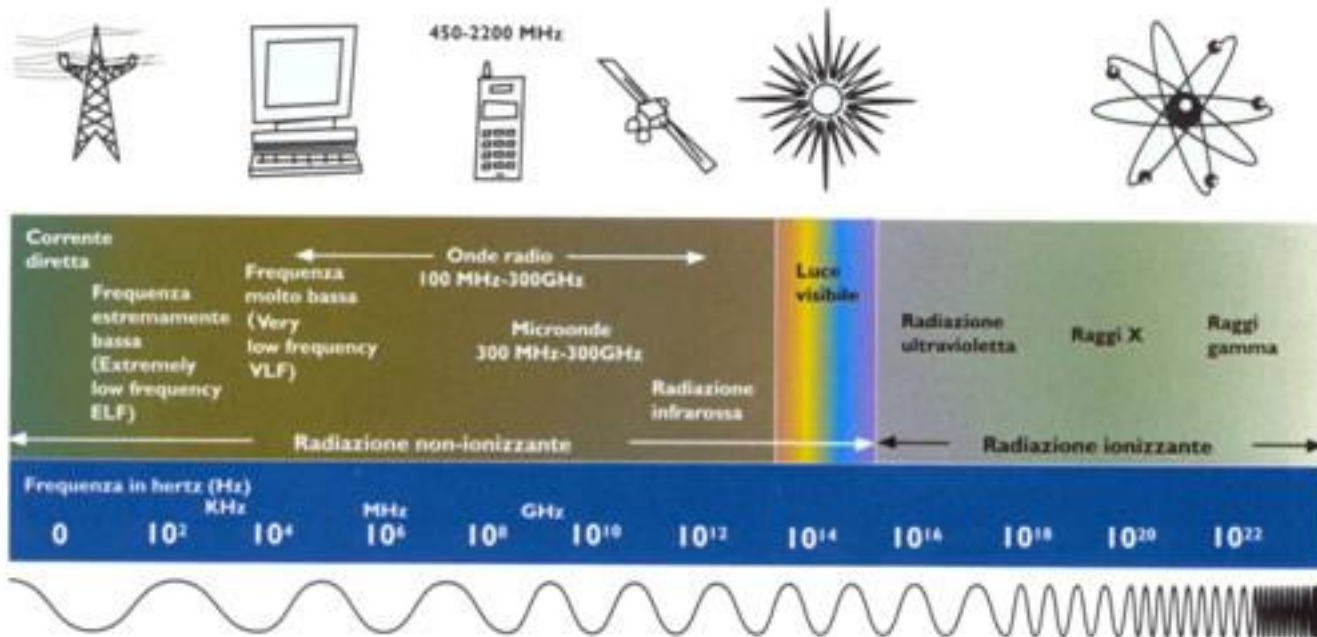 450-2200 MHz
Corrente
diretta
Frequenza
estremamente
bassa
(Extremely
low frequency
ELF)
Frequenza
molto bassa
(Very
low frequency
VLF)
Onde radio
100 MHz-300GHz
Microonde
300 MHz-300GHz
Radiazione
infrarossa
Luce
visibile
Radiazione
ultravioletta
Raggi X
Raggi
gamma
Radiazione non-ionizzante
Radiazione ionizzante
Frequenza in hertz (Hz)
KHz MHz GHz
0 10² 10⁴ 10⁶ 10⁸ 10¹⁰ 10¹² 10¹⁴ 10¹⁶ 10¹⁸ 10²⁰ 10²²